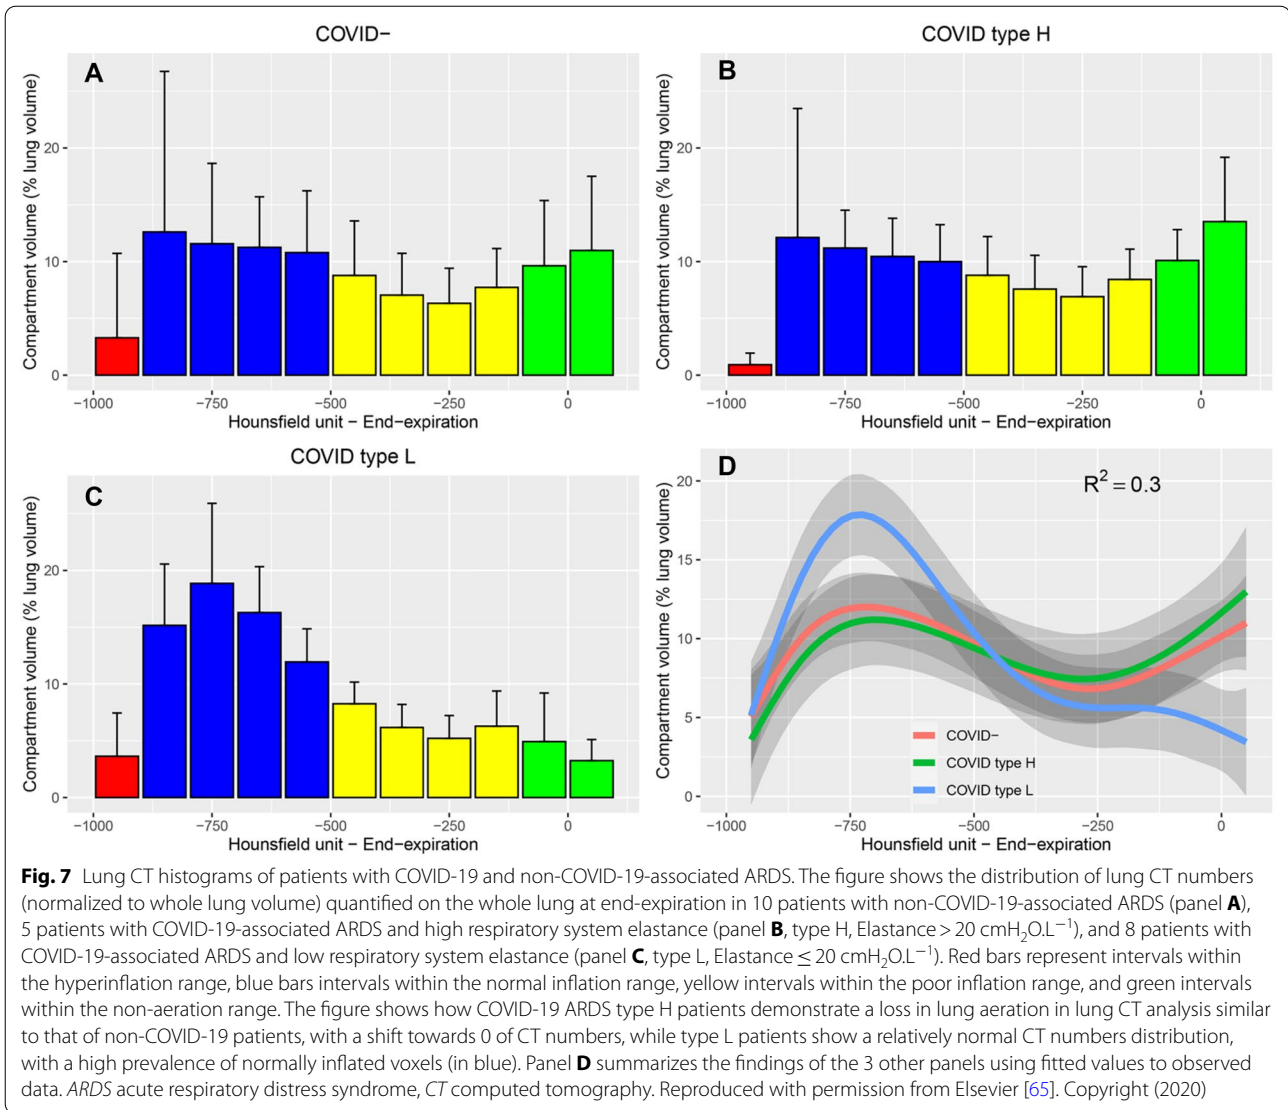 COVID−
A
Compartment volume (% lung volume)
20
10
0
−1000
−750
−500
−250
0
Hounsfield unit − End−expiration
COVID type H
B
Compartment volume (% lung volume)
20
10
0
−1000
−750
−500
−250
0
Hounsfield unit − End−expiration
COVID type L
C
Compartment volume (% lung volume)
20
10
0
−1000
−750
−500
−250
0
Hounsfield unit − End−expiration
D
R² = 0.3
Compartment volume (% lung volume)
20
15
10
5
0
COVID−
COVID type H
COVID type L
−1000
−750
−500
−250
0
Hounsfield unit − End−expiration
Fig. 7 Lung CT histograms of patients with COVID-19 and non-COVID-19-associated ARDS. The figure shows the distribution of lung CT numbers
(normalized to whole lung volume) quantified on the whole lung at end-expiration in 10 patients with non-COVID-19-associated ARDS (panel A),
5 patients with COVID-19-associated ARDS and high respiratory system elastance (panel B, type H, Elastance > 20 cmH₂O.L⁻¹), and 8 patients with
COVID-19-associated ARDS and low respiratory system elastance (panel C, type L, Elastance ≤ 20 cmH₂O.L⁻¹). Red bars represent intervals within
the hyperinflation range, blue bars intervals within the normal inflation range, yellow intervals within the poor inflation range, and green intervals
within the non-aeration range. The figure shows how COVID-19 ARDS type H patients demonstrate a loss in lung aeration in lung CT analysis similar
to that of non-COVID-19 patients, with a shift towards 0 of CT numbers, while type L patients show a relatively normal CT numbers distribution,
with a high prevalence of normally inflated voxels (in blue). Panel D summarizes the findings of the 3 other panels using fitted values to observed
data. ARDS acute respiratory distress syndrome, CT computed tomography. Reproduced with permission from Elsevier [65]. Copyright (2020)